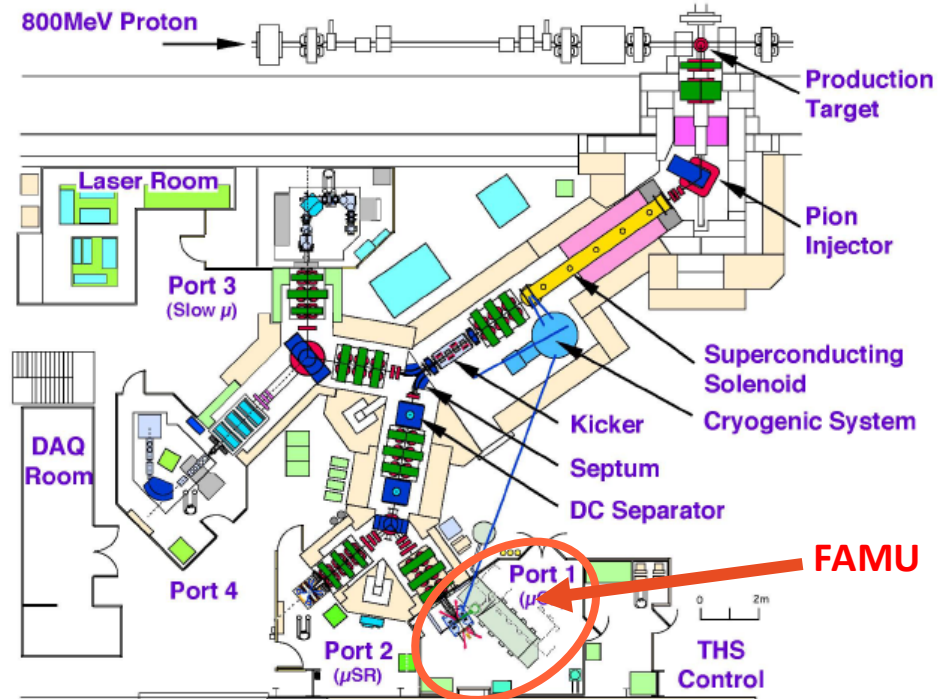 800MeV Proton
Production
Target
Laser Room
Pion
Injector
Port 3
(Slow μ)
Superconducting
Solenoid
Kicker
Cryogenic System
DAQ
Room
Septum
DC Separator
FAMU
Port 1
Port 4
0 2m
Port 2
(μSR)
THS
Control